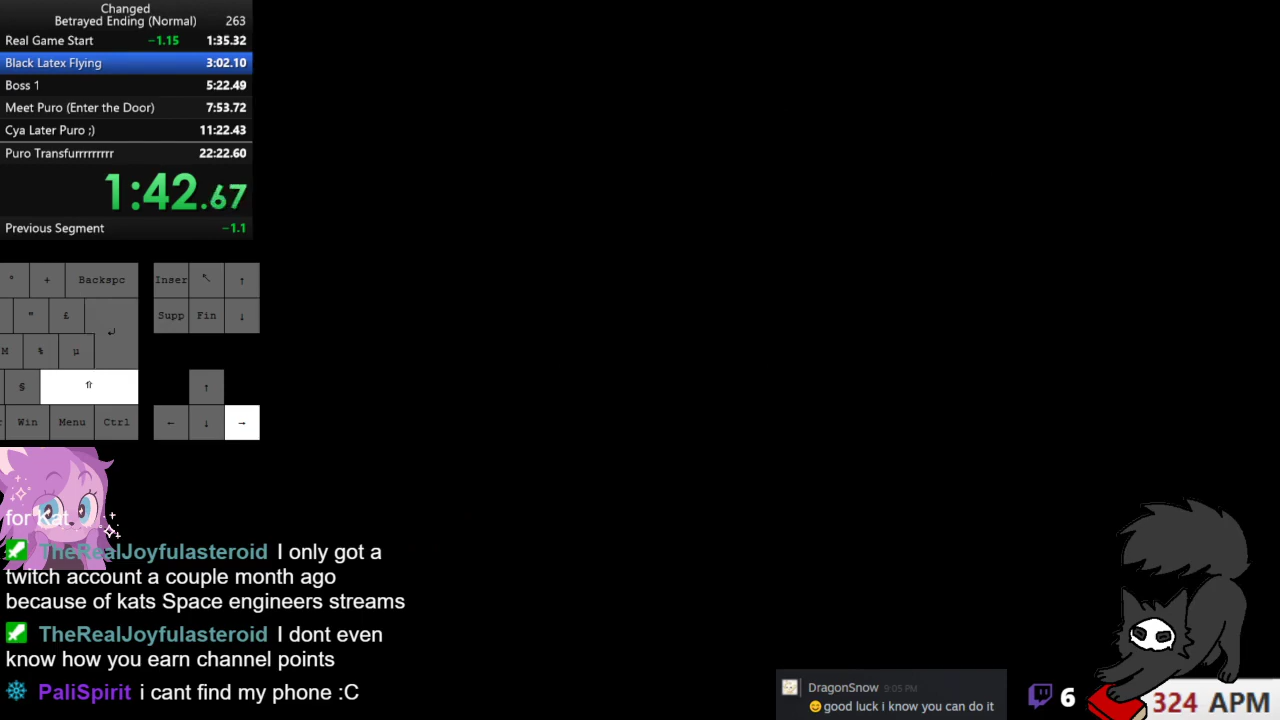 Changed
Betrayed Ending (Normal) 263
Real Game Start −1.15 1:35.32
Black Latex Flying 3:02.10
Boss 1 5:22.49
Meet Puro (Enter the Door) 7:53.72
Cya Later Puro ;) 11:22.43
Puro Transfurrrrrrrrr 22:22.60
1:42.67
Previous Segment −1.1
° + Backspc Inser ↖ ↑
" £ ↵ Supp Fin ↓
M % µ
§ ⇧ ↑
Win Menu Ctrl ← ↓ →
for Kat
TheRealJoyfulasteroid I only got a
twitch account a couple month ago
because of kats Space engineers streams
TheRealJoyfulasteroid I dont even
know how you earn channel points
PaliSpirit i cant find my phone :C
DragonSnow 9:05 PM
😊good luck i know you can do it
6
324 APM